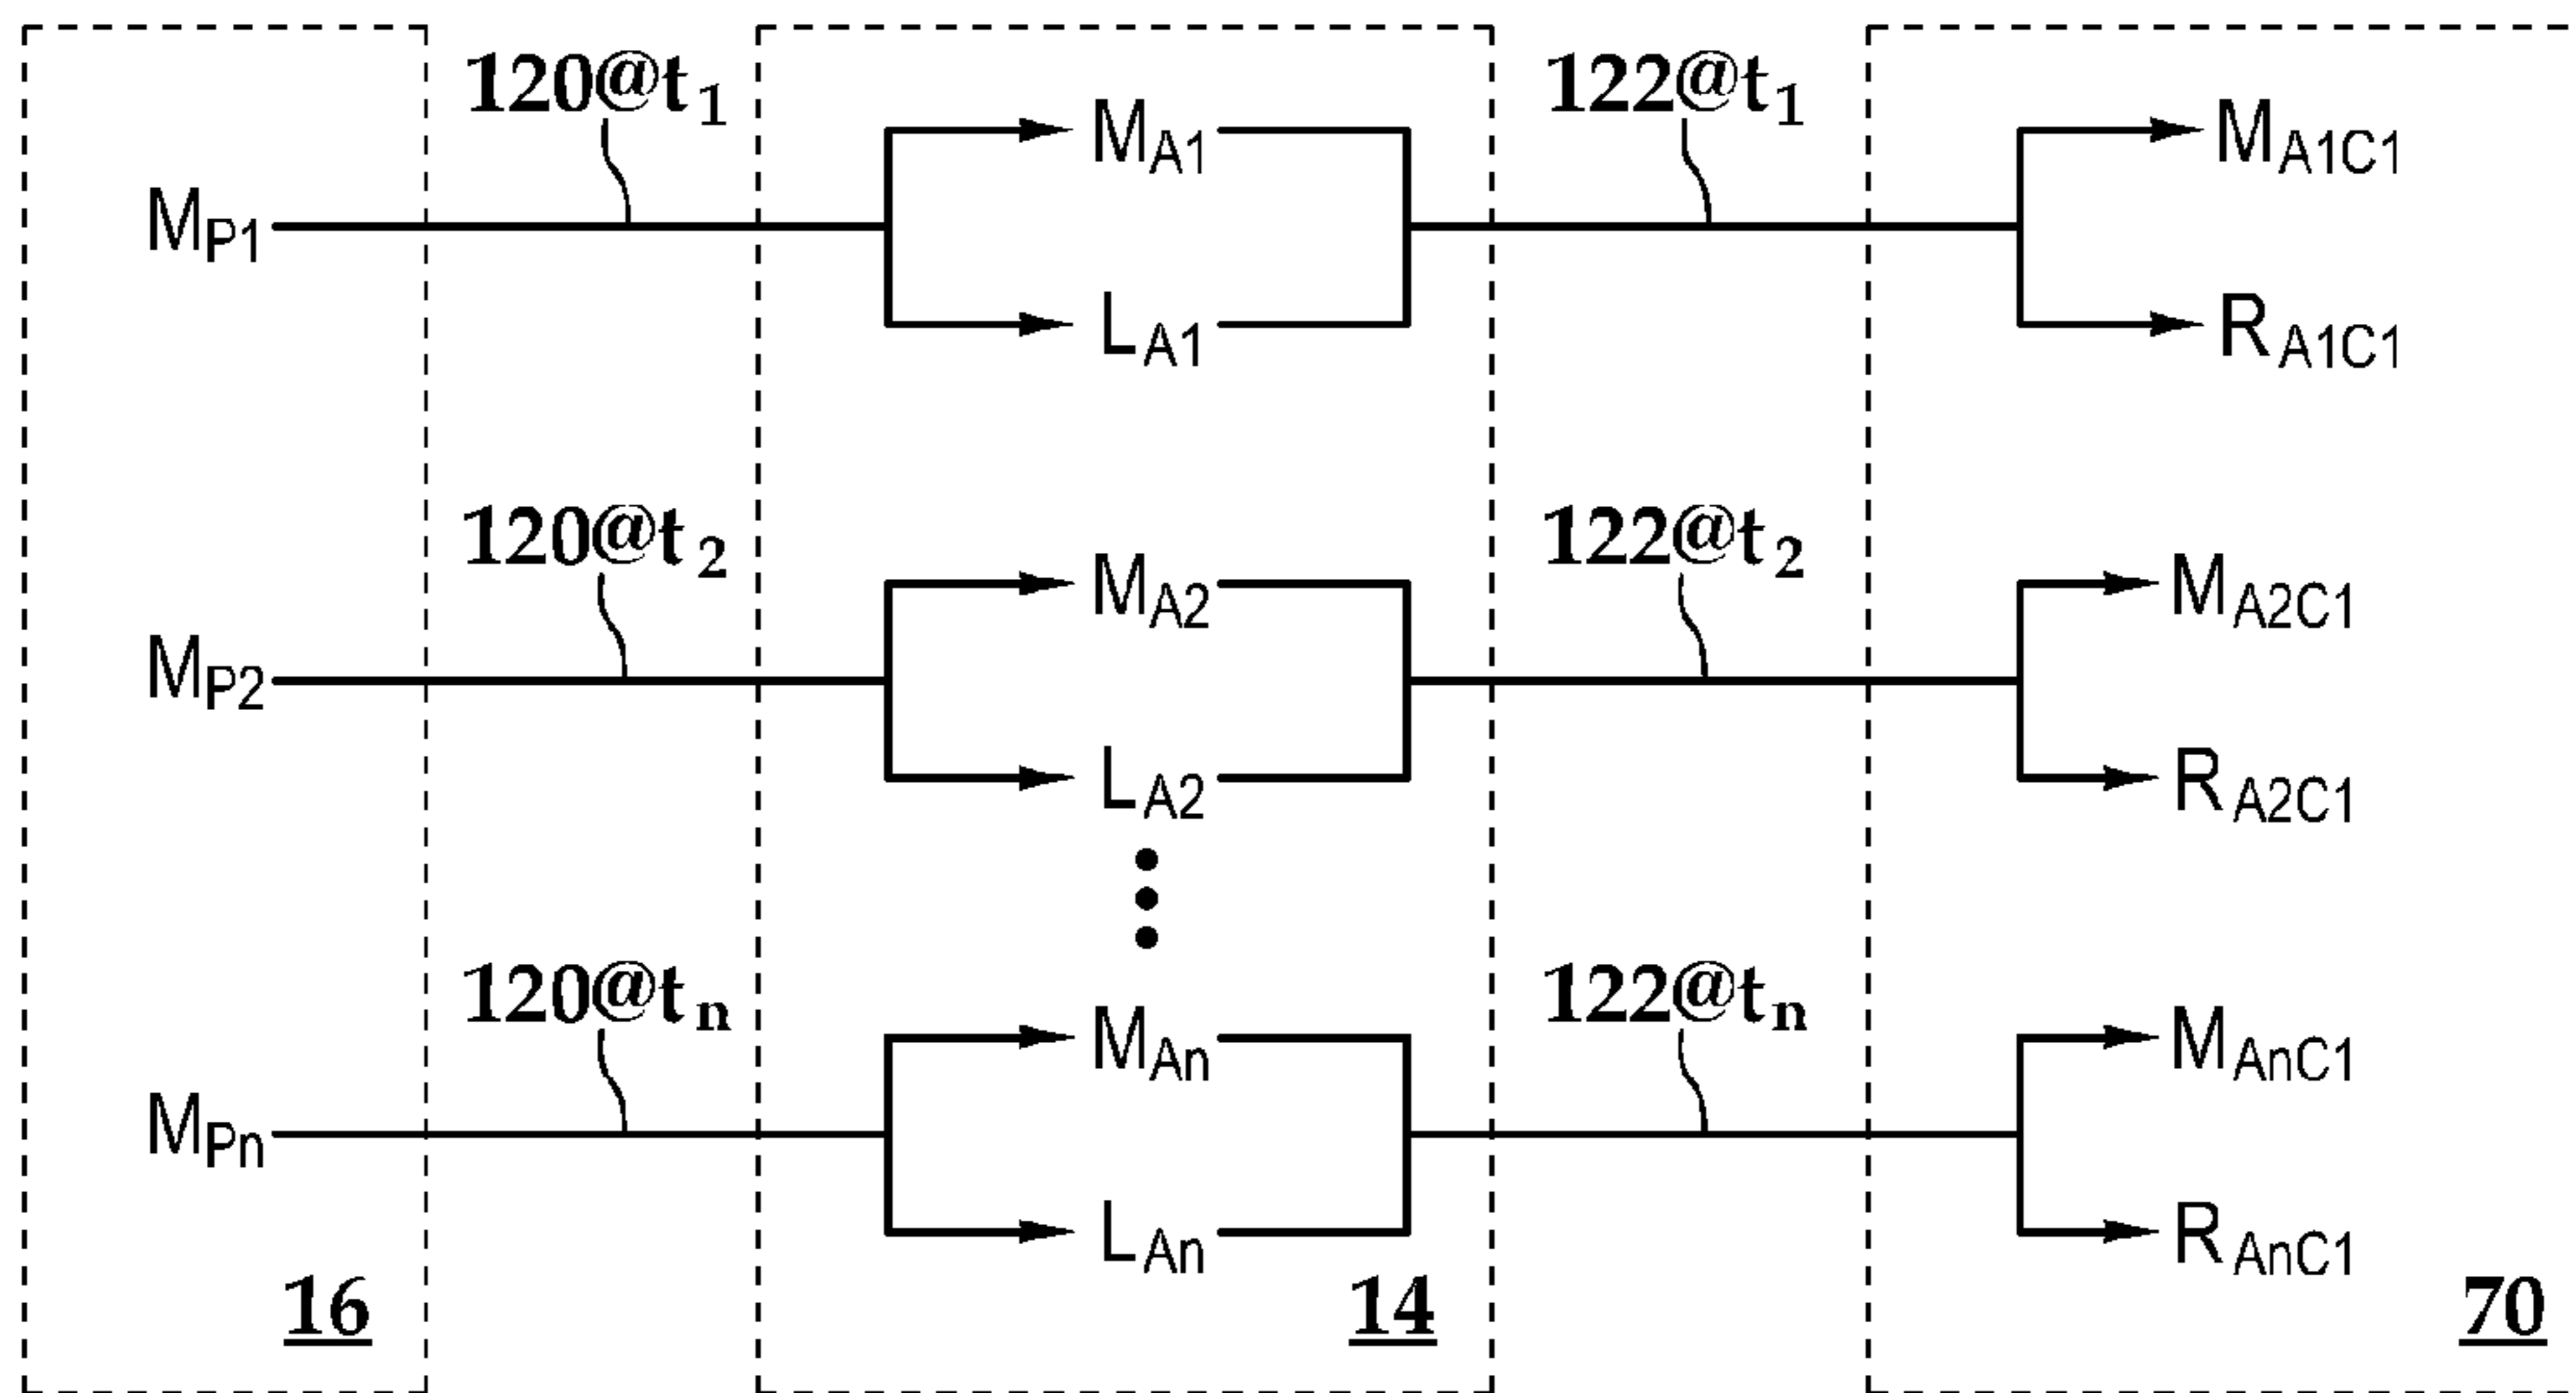 120@t1 122@t1
MA1 MA1C1
MP1
LA1 RA1C1
120@t2 122@t2
MA2 MA2C1
MP2
LA2 RA2C1
120@tn 122@tn
MAn MAnC1
MPn
LAn RAnC1
16 14 70